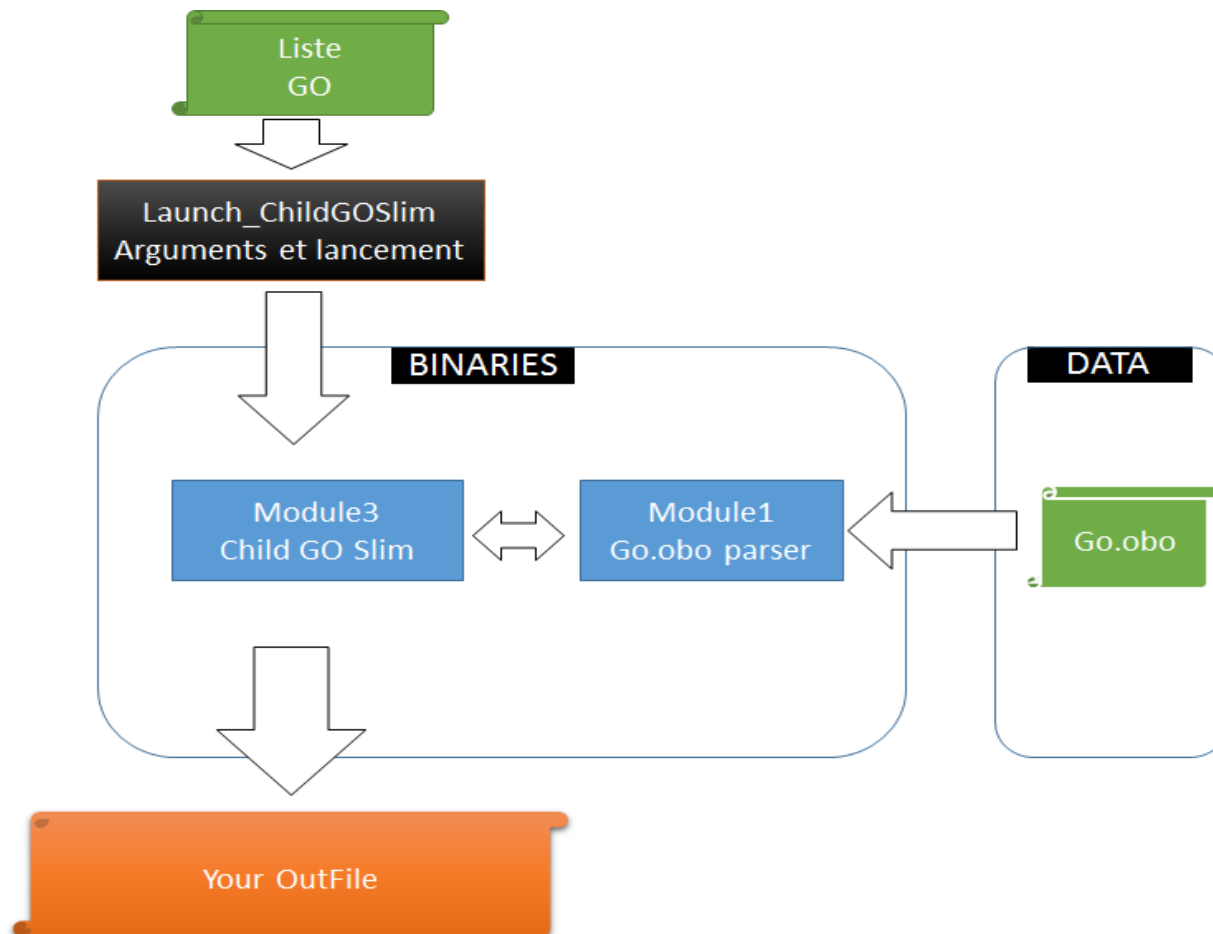 Liste
GO
Launch_ChildGOSlim
Arguments et lancement
BINARIES
DATA
Module3
Child GO Slim
Module1
Go.obo parser
Go.obo
Your OutFile